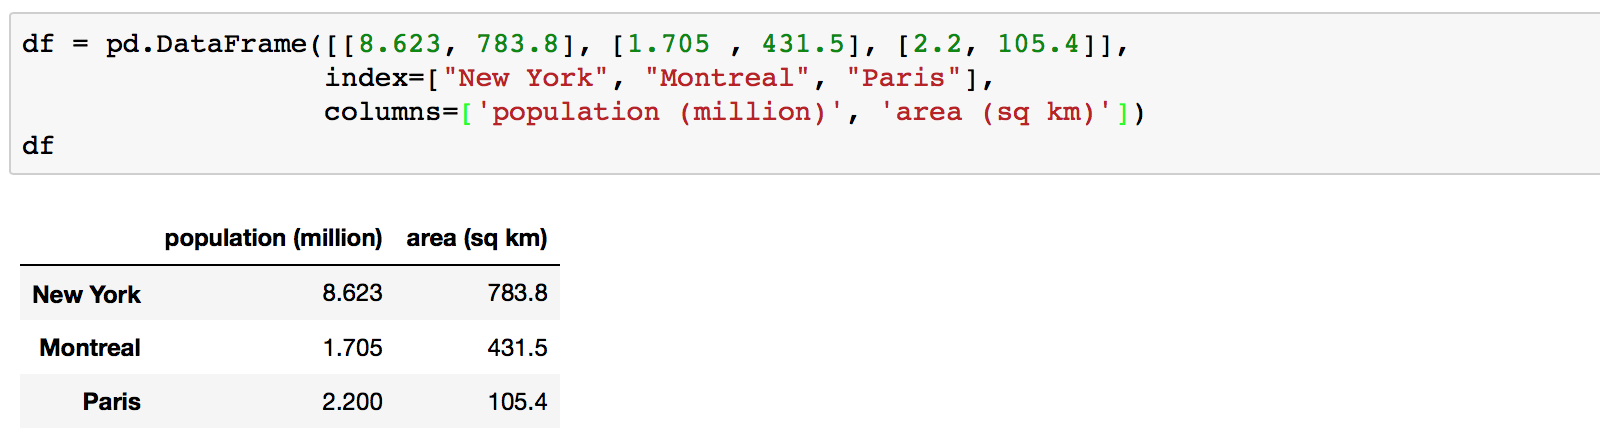 df = pd.DataFrame([[8.623, 783.8], [1.705 , 431.5], [2.2, 105.4]],
index=["New York", "Montreal", "Paris"],
columns=['population (million)', 'area (sq km)'])
df
population (million) area (sq km)
New York 8.623 783.8
Montreal 1.705 431.5
Paris 2.200 105.4